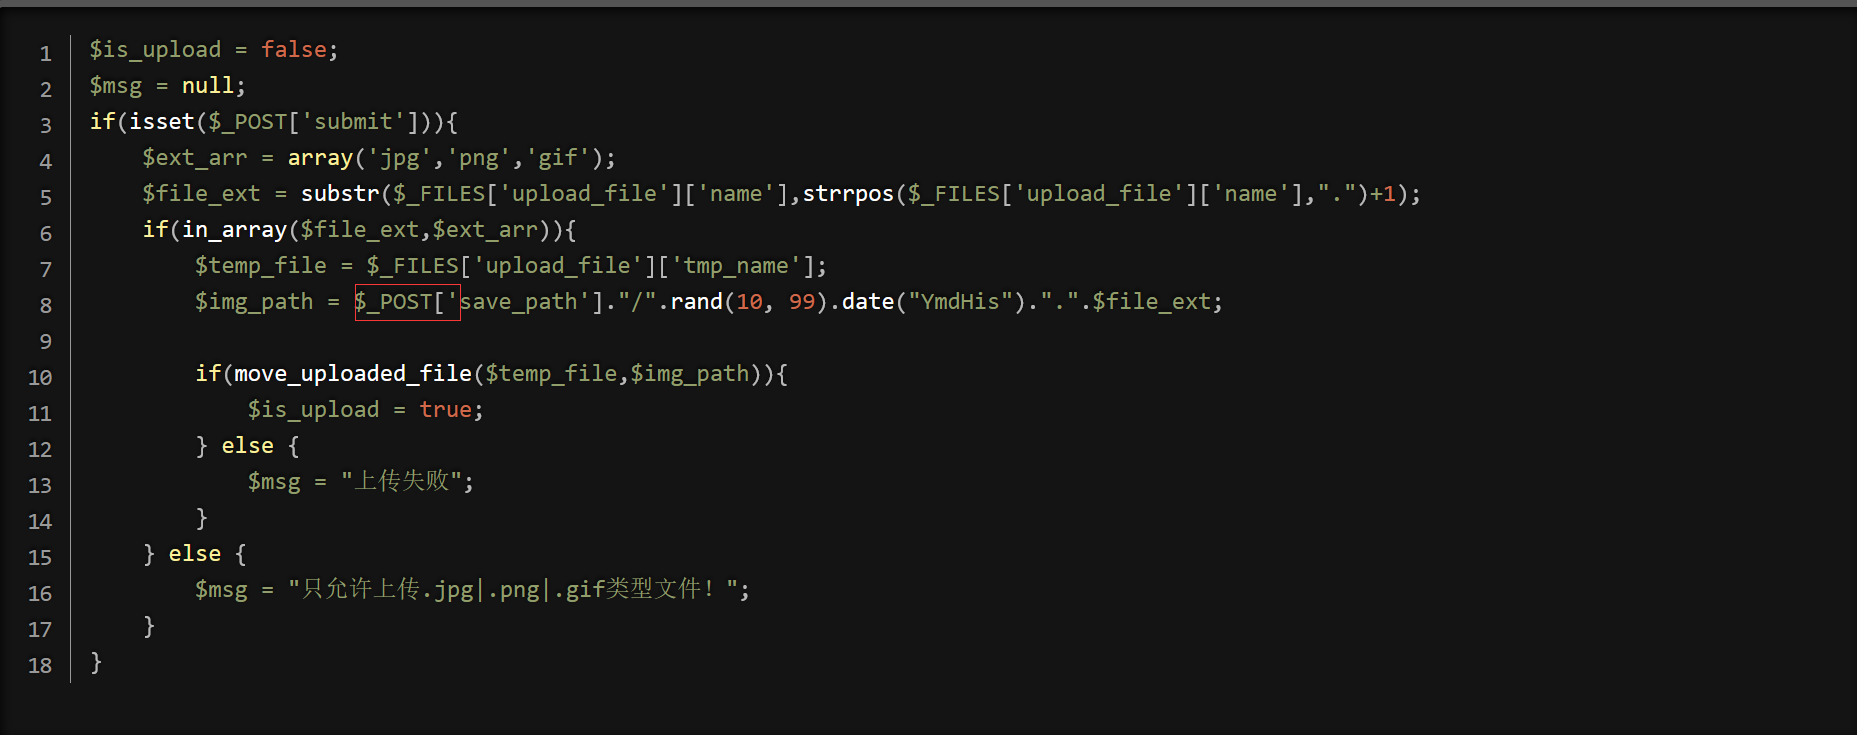 1 $is_upload = false;
2 $msg = null;
3 if(isset($_POST['submit'])){
4     $ext_arr = array('jpg','png','gif');
5     $file_ext = substr($_FILES['upload_file']['name'],strrpos($_FILES['upload_file']['name'],".")+1);
6     if(in_array($file_ext,$ext_arr)){
7         $temp_file = $_FILES['upload_file']['tmp_name'];
8         $img_path = $_POST['save_path']."/".rand(10, 99).date("YmdHis").".".$file_ext;
9
10         if(move_uploaded_file($temp_file,$img_path)){
11             $is_upload = true;
12         } else {
13             $msg = "上传失败";
14         }
15     } else {
16         $msg = "只允许上传.jpg|.png|.gif类型文件！";
17     }
18 }